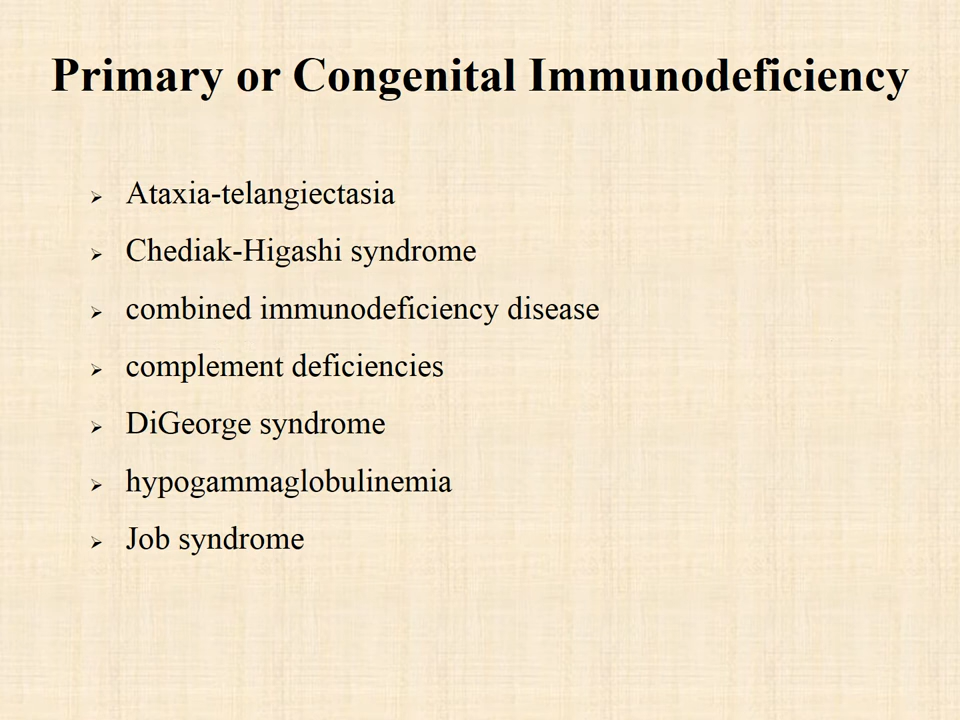 Primary or Congenital Immunodeficiency
➢ Ataxia-telangiectasia
➢ Chediak-Higashi syndrome
➢ combined immunodeficiency disease
➢ complement deficiencies
➢ DiGeorge syndrome
➢ hypogammaglobulinemia
➢ Job syndrome